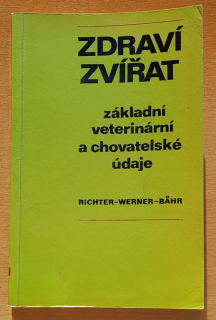 ZDRAVÍ
ZVÍŘAT
základní
veterinární
a chovatelské
údaje
RICHTER-WERNER-BÄHR